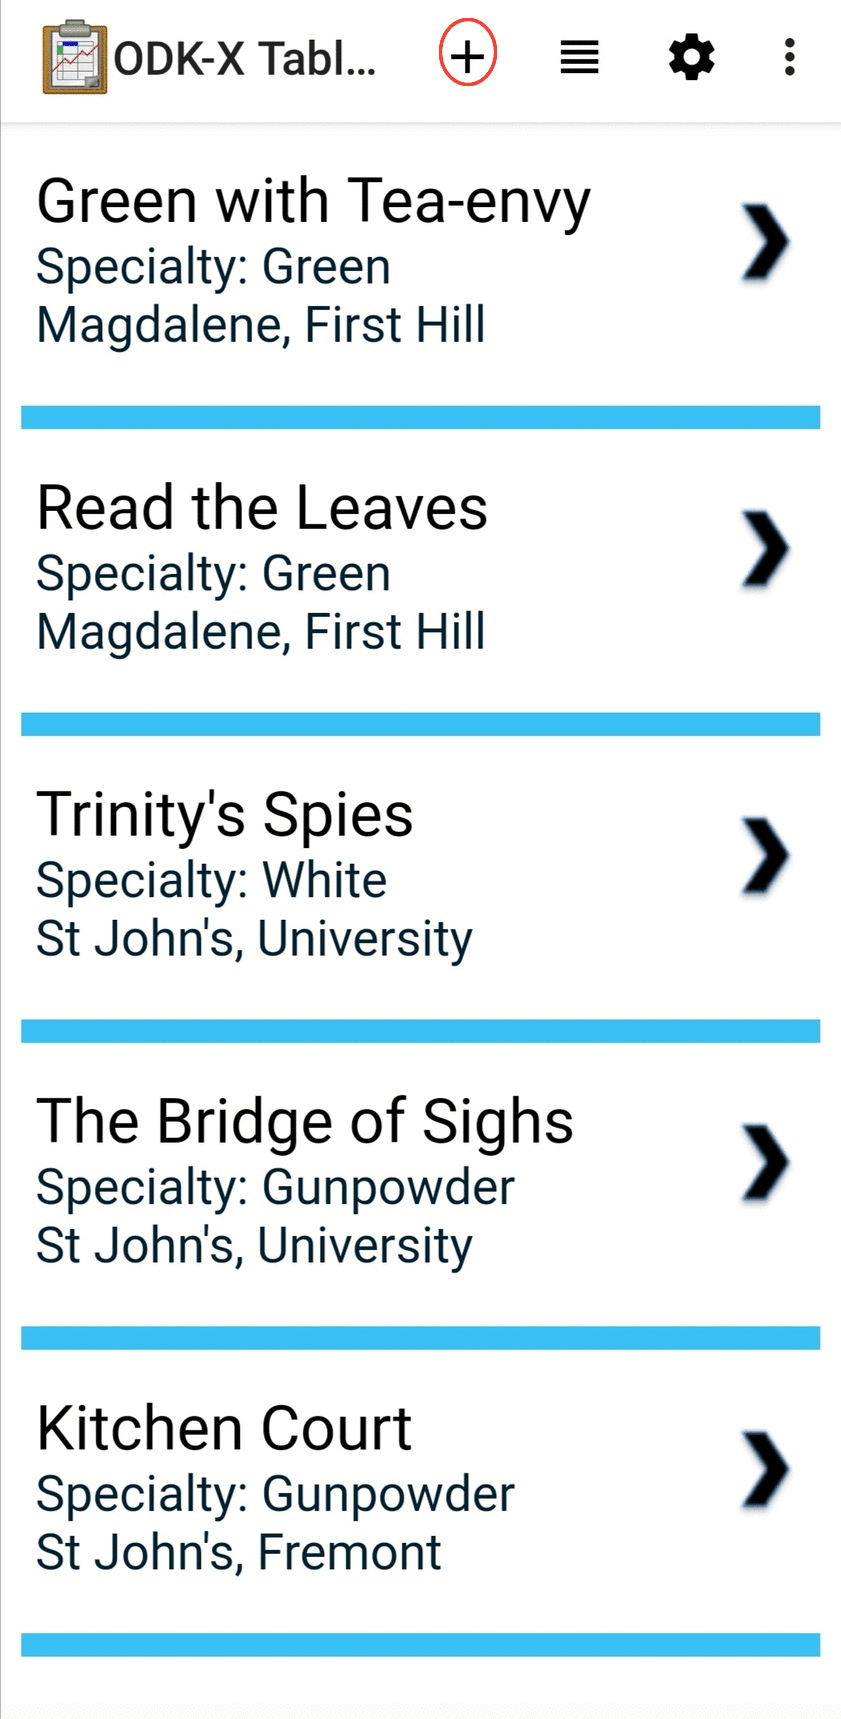 ODK-X Tabl...
Green with Tea-envy
Specialty: Green
Magdalene, First Hill
Read the Leaves
Specialty: Green
Magdalene, First Hill
Trinity's Spies
Specialty: White
St John's, University
The Bridge of Sighs
Specialty: Gunpowder
St John's, University
Kitchen Court
Specialty: Gunpowder
St John's, Fremont